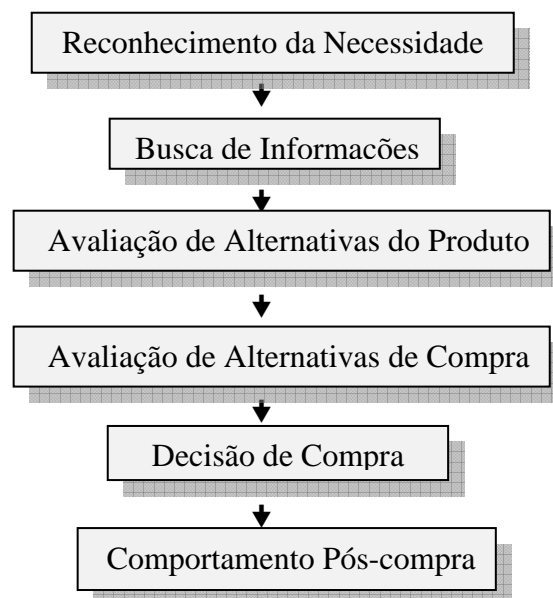 Reconhecimento da Necessidade
Busca de Informacões
Avaliação de Alternativas do Produto
Avaliação de Alternativas de Compra
Decisão de Compra
Comportamento Pós-compra